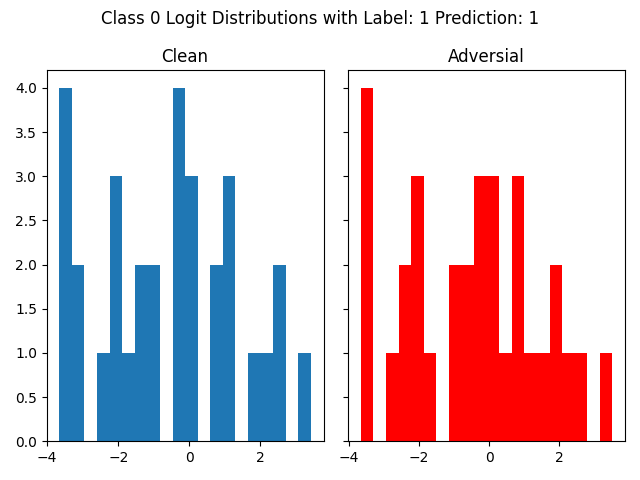 Class 0 Logit Distributions with Label: 1 Prediction: 1
Clean
Adversial
4.0
3.5
3.0
2.5
2.0
1.5
1.0
0.5
0.0
−4 −2 0 2
−4 −2 0 2